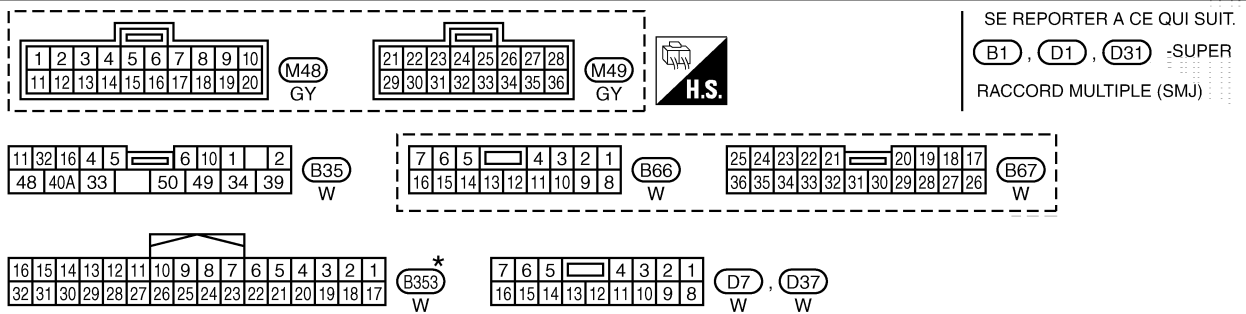 1 2 3 4 5 6 7 8 9 10
11 12 13 14 15 16 17 18 19 20
M48
GY
21 22 23 24 25 26 27 28
29 30 31 32 33 34 35 36
M49
GY
H.S.
SE REPORTER A CE QUI SUIT.
B1 , D1 , D31 -SUPER
RACCORD MULTIPLE (SMJ)
11 32 16 4 5 6 10 1 2
48 40A 33 50 49 34 39
B35
W
7 6 5 4 3 2 1
16 15 14 13 12 11 10 9 8
B66
W
25 24 23 22 21 20 19 18 17
36 35 34 33 32 31 30 29 28 27 26
B67
W
16 15 14 13 12 11 10 9 8 7 6 5 4 3 2 1
32 31 30 29 28 27 26 25 24 23 22 21 20 19 18 17
B353 *
W
7 6 5 4 3 2 1
16 15 14 13 12 11 10 9 8
D7 , D37
W W